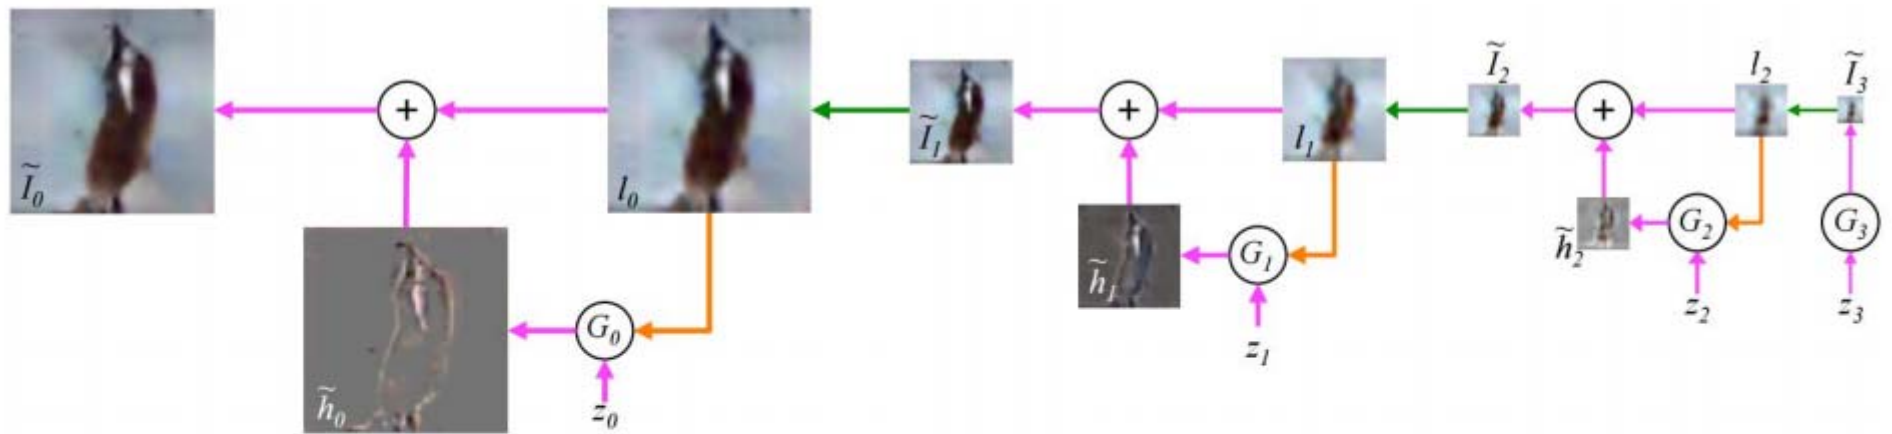 Ĩ₀
+
h̃₀
G₀
z₀
l₀
Ĩ₁
+
h̃₁
G₁
z₁
l₁
Ĩ₂
+
h̃₂
G₂
z₂
l₂
Ĩ₃
G₃
z₃